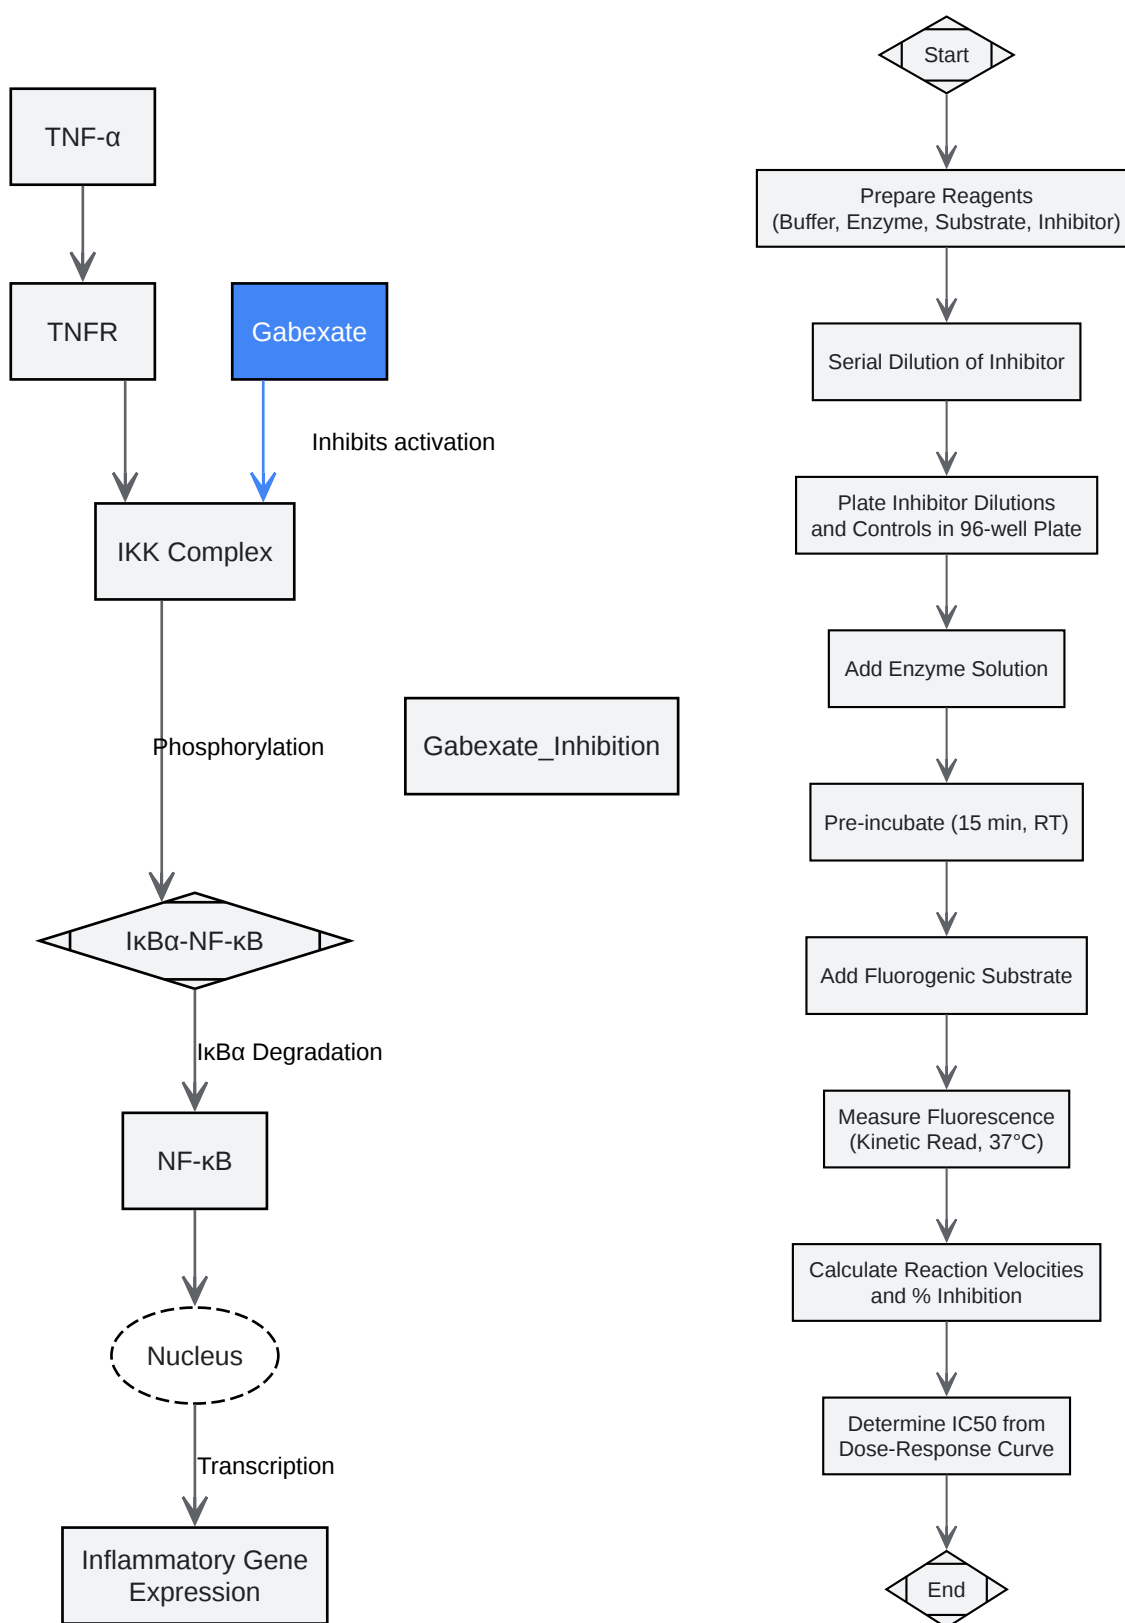 TNF-α
TNFR
Gabexate
Inhibits activation
IKK Complex
Phosphorylation
Gabexate_Inhibition
IκBα-NF-κB
IκBα Degradation
NF-κB
Nucleus
Transcription
Inflammatory Gene
Expression
Start
Prepare Reagents
(Buffer, Enzyme, Substrate, Inhibitor)
Serial Dilution of Inhibitor
Plate Inhibitor Dilutions
and Controls in 96-well Plate
Add Enzyme Solution
Pre-incubate (15 min, RT)
Add Fluorogenic Substrate
Measure Fluorescence
(Kinetic Read, 37°C)
Calculate Reaction Velocities
and % Inhibition
Determine IC50 from
Dose-Response Curve
End